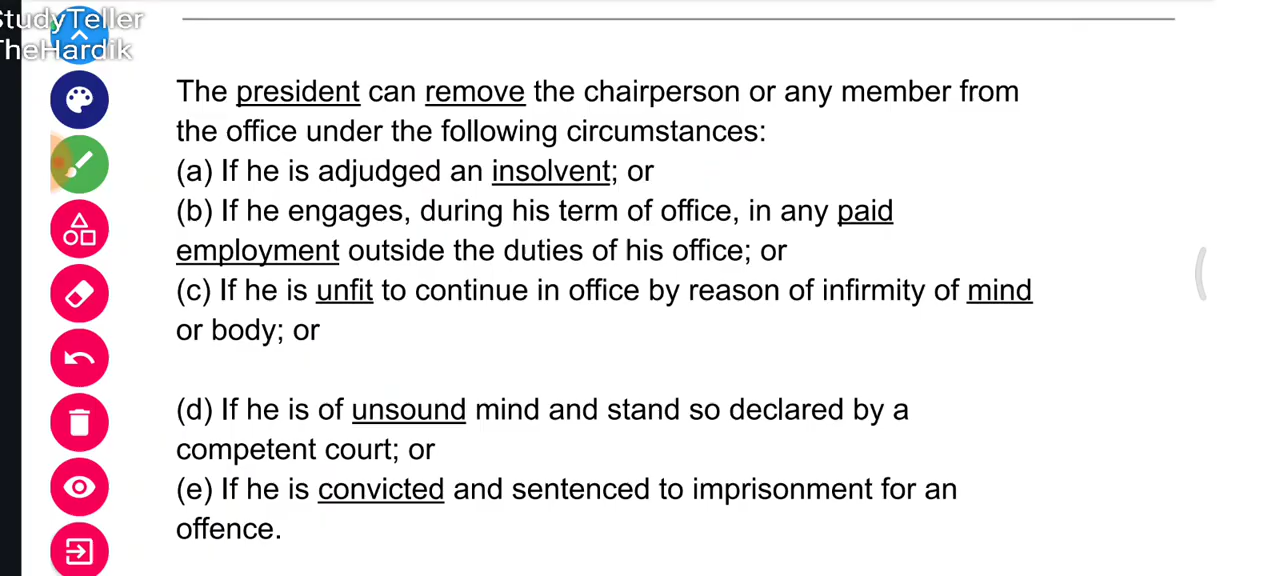 StudyTeller
TheHardik
The president can remove the chairperson or any member from
the office under the following circumstances:
(a) If he is adjudged an insolvent; or
(b) If he engages, during his term of office, in any paid
employment outside the duties of his office; or
(c) If he is unfit to continue in office by reason of infirmity of mind
or body; or
(d) If he is of unsound mind and stand so declared by a
competent court; or
(e) If he is convicted and sentenced to imprisonment for an
offence.